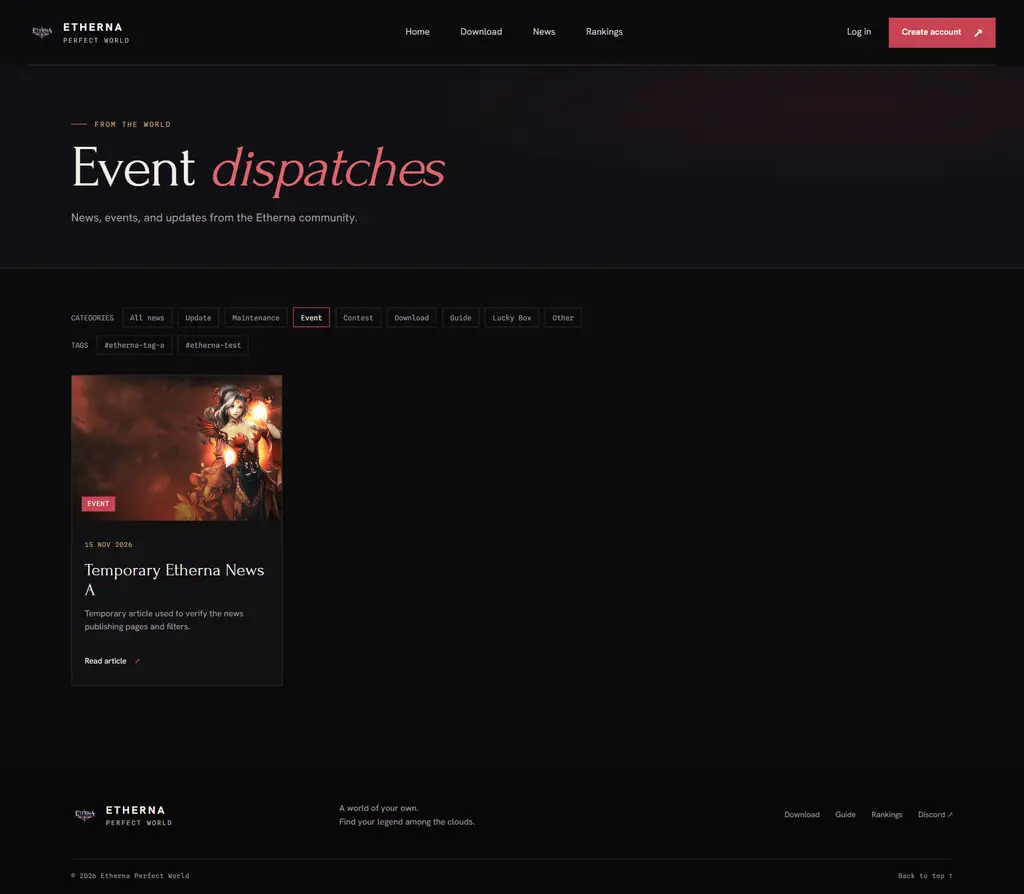 ETHERNA
ETHERNA
PERFECT WORLD
Home
Download
News
Rankings
Log in
Create account ↗
FROM THE WORLD
Event dispatches
News, events, and updates from the Etherna community.
CATEGORIES
All news
Update
Maintenance
Event
Contest
Download
Guide
Lucky Box
Other
TAGS
#etherna-tag-a
#etherna-test
EVENT
15 NOV 2026
Temporary Etherna News
A
Temporary article used to verify the news
publishing pages and filters.
Read article ↗
ETHERNA
ETHERNA
PERFECT WORLD
A world of your own.
Find your legend among the clouds.
Download
Guide
Rankings
Discord ↗
© 2026 Etherna Perfect World
Back to top ↑